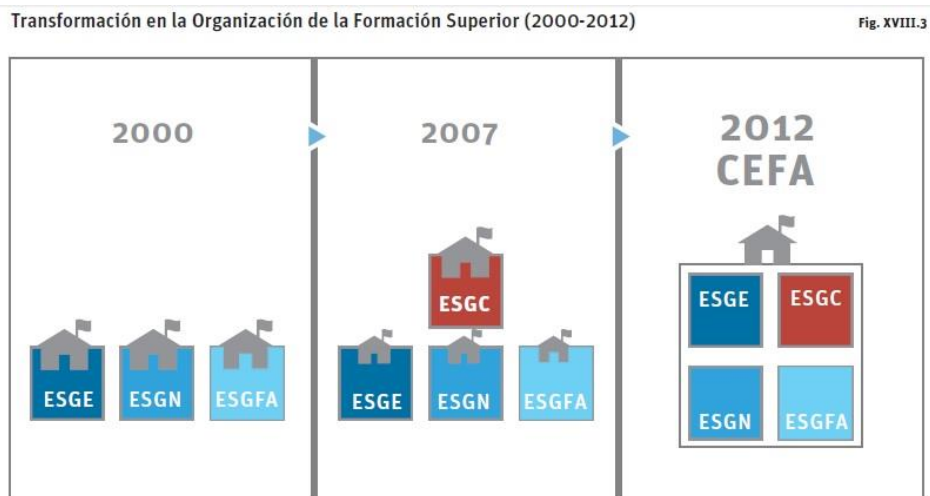 Transformación en la Organización de la Formación Superior (2000-2012)
Fig. XVIII.3
2000
2007
2012
CEFA
ESGE
ESGN
ESGFA
ESGC
ESGE
ESGN
ESGFA
ESGE
ESGC
ESGN
ESGFA